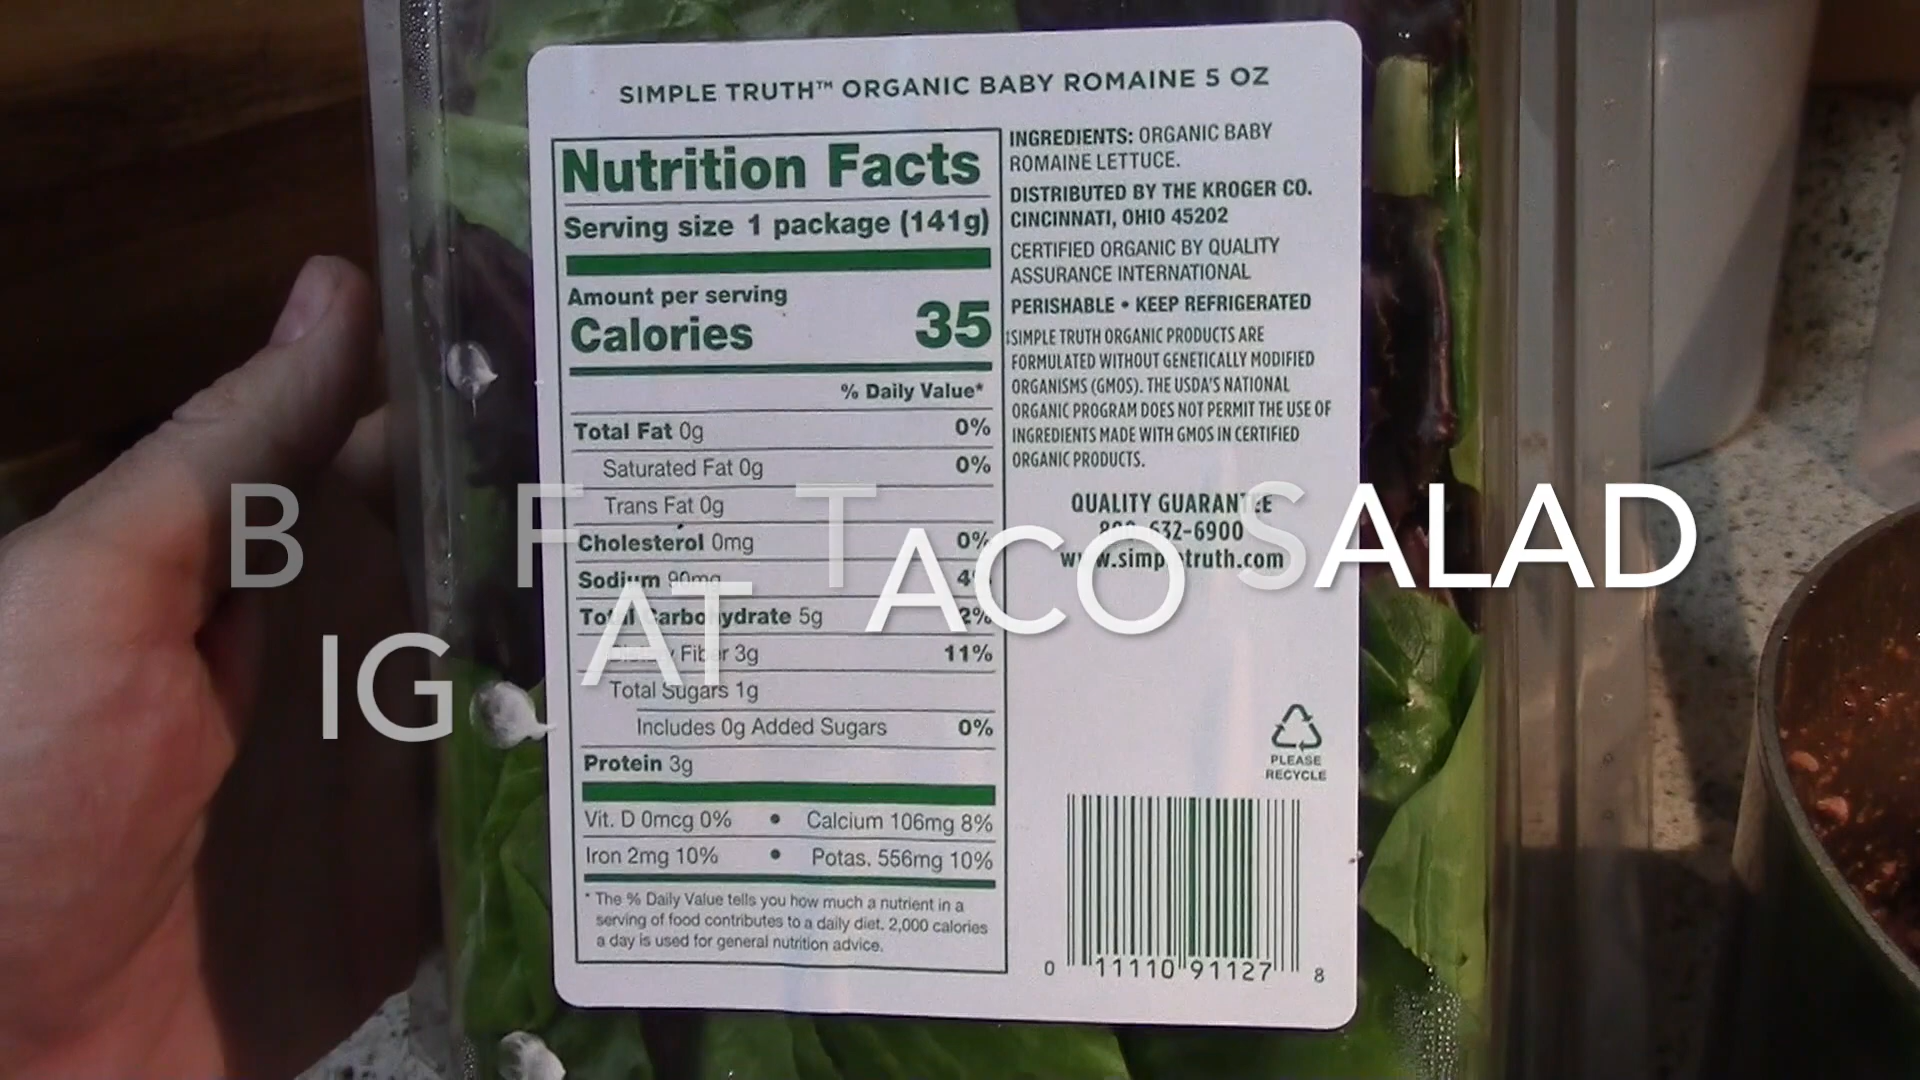 SIMPLE TRUTH™ ORGANIC BABY ROMAINE 5 OZ
Nutrition Facts
Serving size 1 package (141g)
Amount per serving
Calories 35
% Daily Value*
Total Fat 0g 0%
Saturated Fat 0g 0%
Trans Fat 0g
Cholesterol 0mg 0%
Sodium 90mg 4%
Total Carbohydrate 5g 2%
Dietary Fiber 3g 11%
Total Sugars 1g
Includes 0g Added Sugars 0%
Protein 3g
Vit. D 0mcg 0% • Calcium 106mg 8%
Iron 2mg 10% • Potas. 556mg 10%
* The % Daily Value tells you how much a nutrient in a
serving of food contributes to a daily diet. 2,000 calories
a day is used for general nutrition advice.
INGREDIENTS: ORGANIC BABY
ROMAINE LETTUCE.
DISTRIBUTED BY THE KROGER CO.
CINCINNATI, OHIO 45202
CERTIFIED ORGANIC BY QUALITY
ASSURANCE INTERNATIONAL
PERISHABLE • KEEP REFRIGERATED
‡SIMPLE TRUTH ORGANIC PRODUCTS ARE
FORMULATED WITHOUT GENETICALLY MODIFIED
ORGANISMS (GMOS). THE USDA'S NATIONAL
ORGANIC PROGRAM DOES NOT PERMIT THE USE OF
INGREDIENTS MADE WITH GMOS IN CERTIFIED
ORGANIC PRODUCTS.
QUALITY GUARANTEE
800-632-6900
www.simpletruth.com
PLEASE
RECYCLE
0 11110 91127 8
BIG FAT TACO SALAD